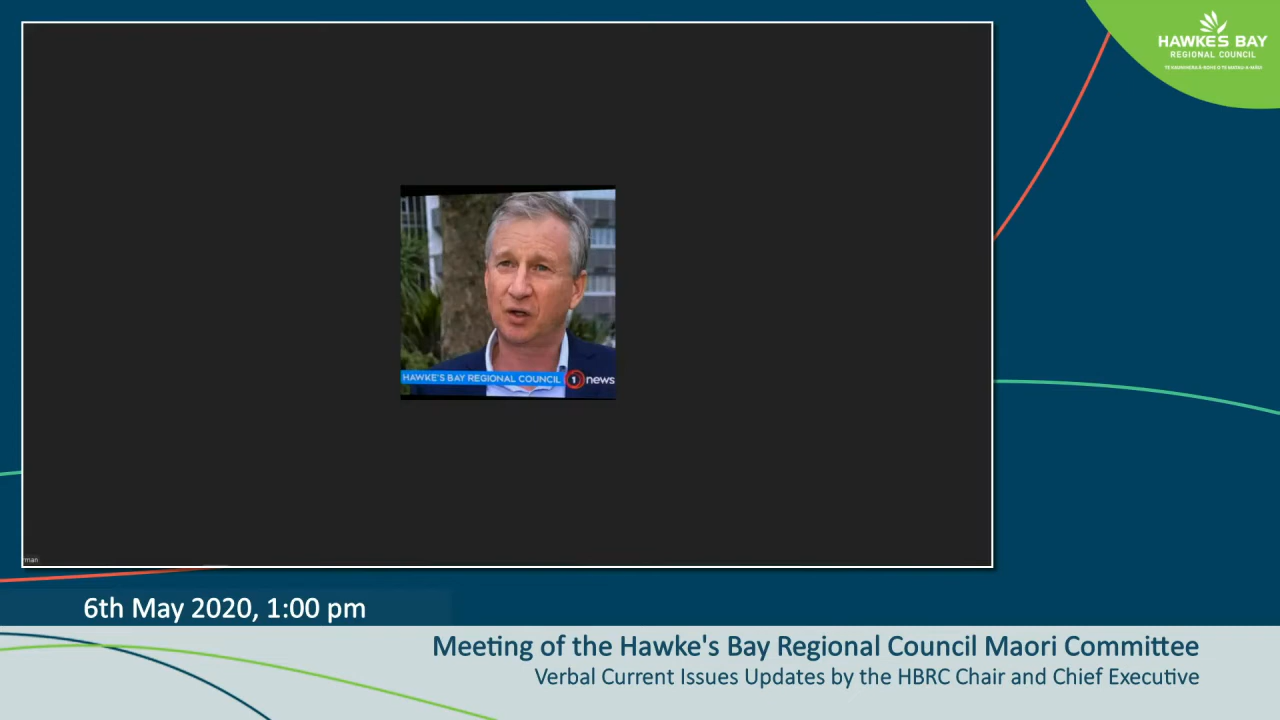 HAWKE'S BAY
REGIONAL COUNCIL
HAWKE'S BAY REGIONAL COUNCIL
1 news
6th May 2020, 1:00 pm
Meeting of the Hawke's Bay Regional Council Maori Committee
Verbal Current Issues Updates by the HBRC Chair and Chief Executive